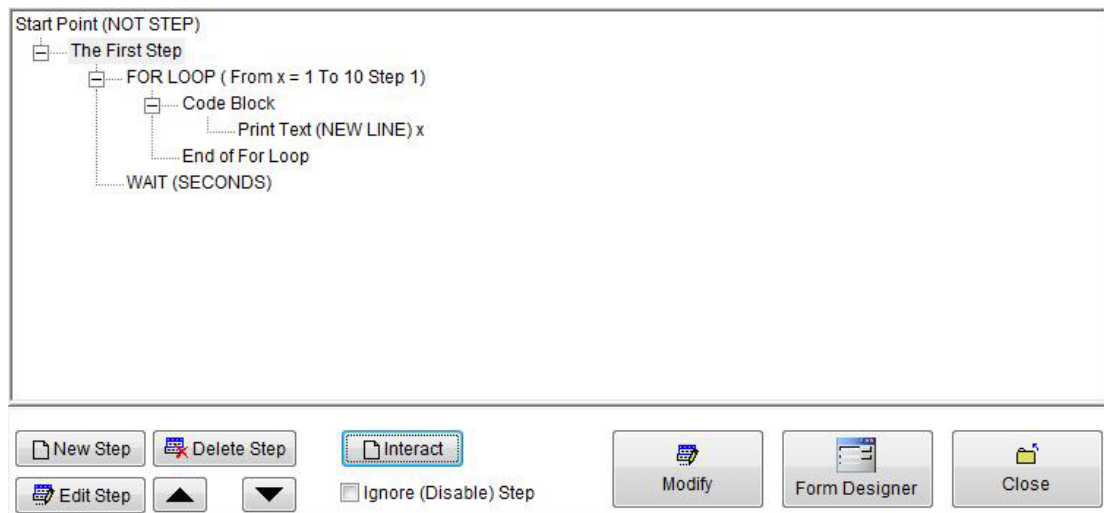 Start Point (NOT STEP)
The First Step
FOR LOOP ( From x = 1 To 10 Step 1)
Code Block
Print Text (NEW LINE) x
End of For Loop
WAIT (SECONDS)
New Step
Delete Step
Interact
Modify
Form Designer
Close
Edit Step
Ignore (Disable) Step